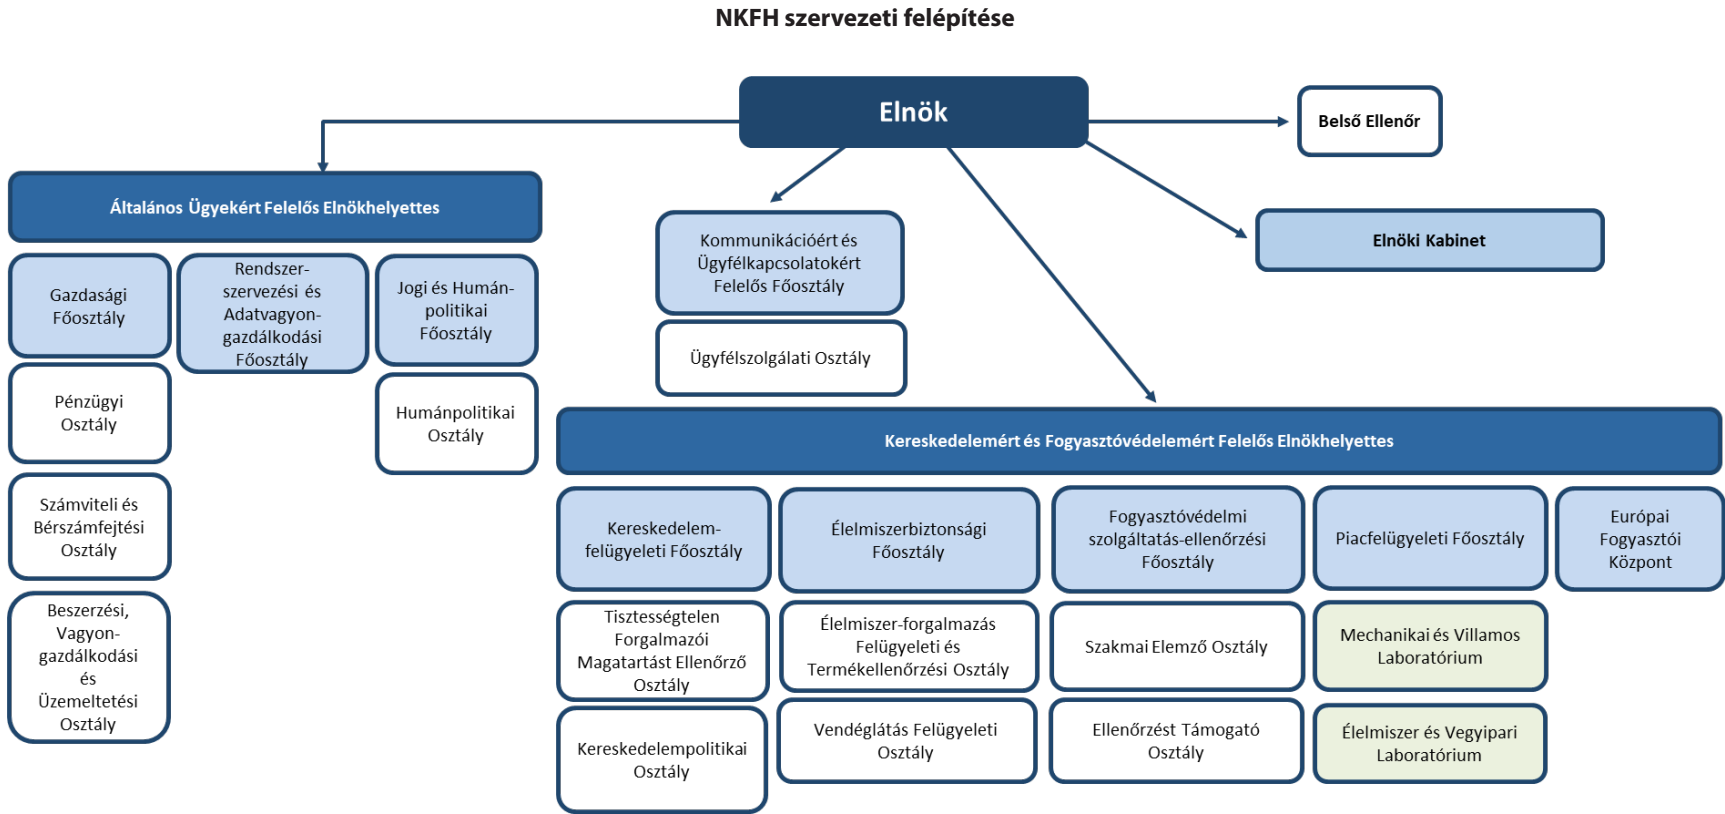 NKFH szervezeti felépítése
Elnök
Belső Ellenőr
Általános Ügyekért Felelős Elnökhelyettes
Kommunikációért és
Ügyfélkapcsolatokért
Felelős Főosztály
Elnöki Kabinet
Gazdasági
Főosztály
Rendszer-
szervezési és
Adatvagyon-
gazdálkodási
Főosztály
Jogi és Humán-
politikai
Főosztály
Ügyfélszolgálati Osztály
Pénzügyi
Osztály
Humánpolitikai
Osztály
Számviteli és
Bérszámfejtési
Osztály
Beszerzési,
Vagyon-
gazdálkodási
és
Üzemeltetési
Osztály
Kereskedelemért és Fogyasztóvédelemért Felelős Elnökhelyettes
Kereskedelem-
felügyeleti Főosztály
Élelmiszerbiztonsági
Főosztály
Fogyasztóvédelmi
szolgáltatás-ellenőrzési
Főosztály
Piacfelügyeleti Főosztály
Európai
Fogyasztói
Központ
Tisztességtelen
Forgalmazói
Magatartást Ellenőrző
Osztály
Élelmiszer-forgalmazás
Felügyeleti és
Termékellenőrzési Osztály
Szakmai Elemző Osztály
Mechanikai és Villamos
Laboratórium
Kereskedelempolitikai
Osztály
Vendéglátás Felügyeleti
Osztály
Ellenőrzést Támogató
Osztály
Élelmiszer és Vegyipari
Laboratórium